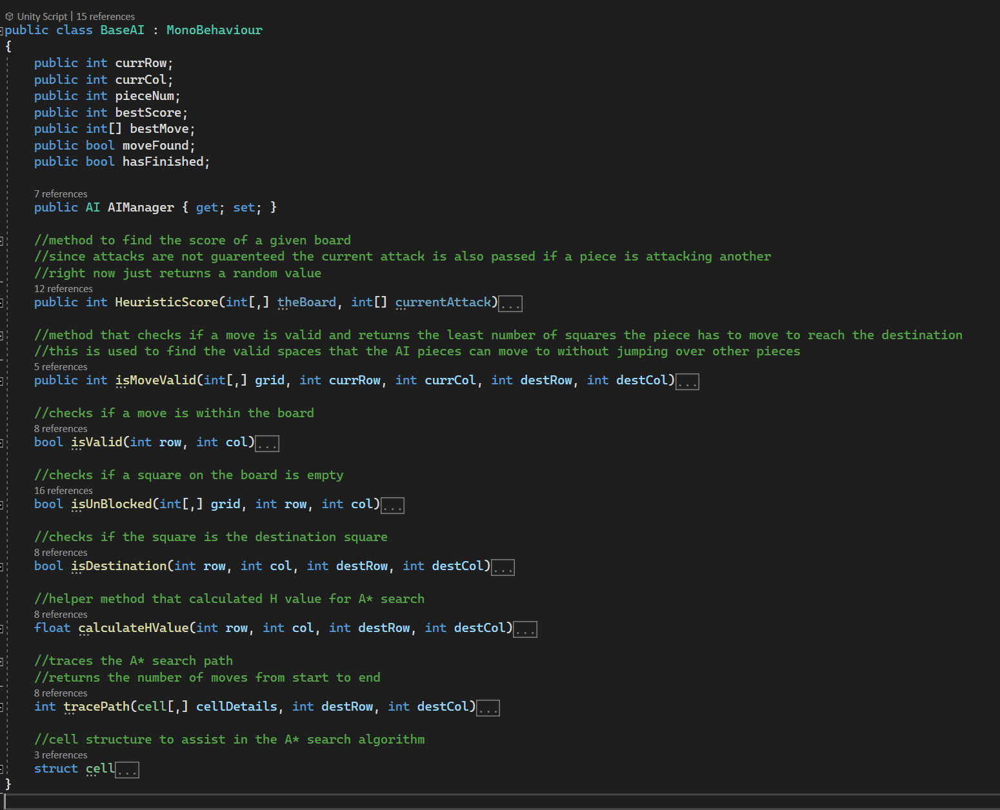 Unity Script | 15 references
public class BaseAI : MonoBehaviour
{
public int currRow;
public int currCol;
public int pieceNum;
public int bestScore;
public int[] bestMove;
public bool moveFound;
public bool hasFinished;
7 references
public AI AIManager { get; set; }
//method to find the score of a given board
//since attacks are not guarenteed the current attack is also passed if a piece is attacking another
//right now just returns a random value
12 references
public int HeuristicScore(int[,] theBoard, int[] currentAttack)...
//method that checks if a move is valid and returns the least number of squares the piece has to move to reach the destination
//this is used to find the valid spaces that the AI pieces can move to without jumping over other pieces
5 references
public int isMoveValid(int[,] grid, int currRow, int currCol, int destRow, int destCol)...
//checks if a move is within the board
8 references
bool isValid(int row, int col)...
//checks if a square on the board is empty
16 references
bool isUnBlocked(int[,] grid, int row, int col)...
//checks if the square is the destination square
8 references
bool isDestination(int row, int col, int destRow, int destCol)...
//helper method that calculated H value for A* search
8 references
float calculateHValue(int row, int col, int destRow, int destCol)...
//traces the A* search path
//returns the number of moves from start to end
8 references
int tracePath(cell[,] cellDetails, int destRow, int destCol)...
//cell structure to assist in the A* search algorithm
3 references
struct cell...
}